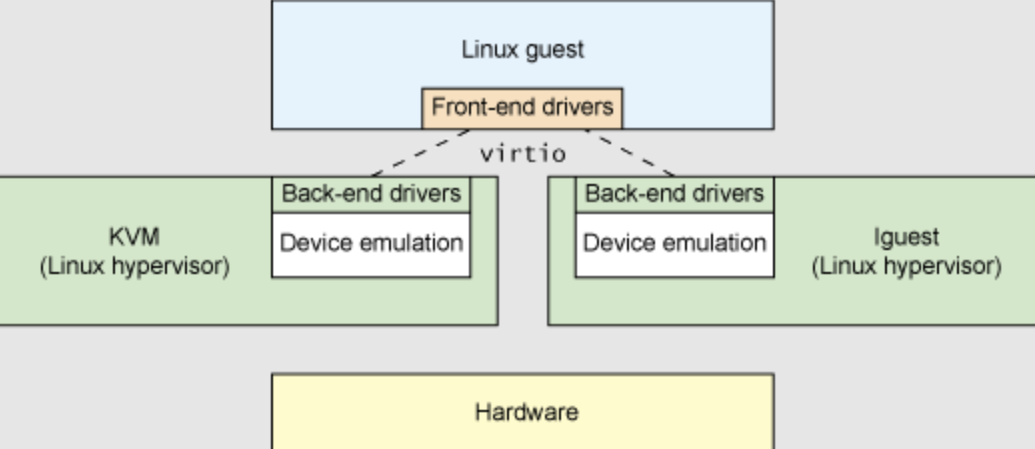 Linux guest
Front-end drivers
virtio
Back-end drivers
Device emulation
KVM
(Linux hypervisor)
Back-end drivers
Device emulation
lguest
(Linux hypervisor)
Hardware